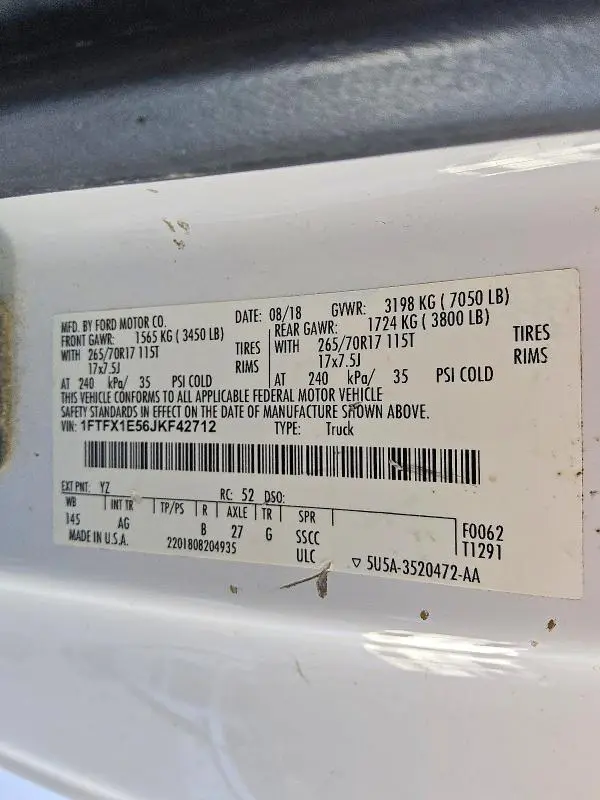 MFD. BY FORD MOTOR CO. DATE: 08/18 GVWR: 3198 KG ( 7050 LB)
FRONT GAWR: 1565 KG ( 3450 LB) REAR GAWR: 1724 KG ( 3800 LB)
WITH 265/70R17 115T TIRES WITH 265/70R17 115T TIRES
17x7.5J RIMS 17x7.5J RIMS
AT 240 kPa/ 35 PSI COLD AT 240 kPa/ 35 PSI COLD
THIS VEHICLE CONFORMS TO ALL APPLICABLE FEDERAL MOTOR VEHICLE
SAFETY STANDARDS IN EFFECT ON THE DATE OF MANUFACTURE SHOWN ABOVE.
VIN: 1FTFX1E56JKF42712 TYPE: Truck
EXT PNT: YZ RC: 52 DSO:
WB INT TR TP/PS R AXLE TR SPR
145 AG B 27 G SSCC F0062
MADE IN U.S.A. 2201808204935 ULC T1291
▽ 5U5A-3520472-AA